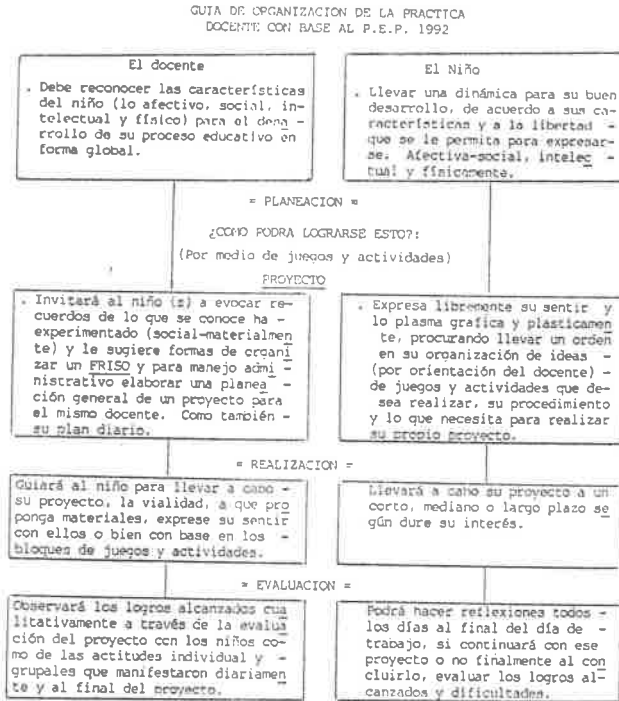 GUIA DE ORGANIZACION DE LA PRACTICA
DOCENTE CON BASE AL P.E.P. 1992
El docente
. Debe reconocer las características
del niño (lo afectivo, social, in-
telectual y físico) para el desa -
rrollo de su proceso educativo en
forma global.
El Niño
. Llevar una dinámica para su buen
desarrollo, de acuerdo a sus ca-
racterísticas y a la libertad -
que se le permita para expresar-
se. Afectiva-social, intelec -
tual y físicamente.
= PLANEACION =
¿COMO PODRA LOGRARSE ESTO?:
(Por medio de juegos y actividades)
PROYECTO
. Invitará al niño (s) a evocar re-
cuerdos de lo que se conoce ha -
experimentado (social-materialmen
te) y le sugiere formas de organi
zar un FRISO y para manejo admi -
nistrativo elaborar una planea -
ción general de un proyecto para
el mismo docente. Como también -
su plan diario.
. Expresa libremente su sentir y
lo plasma grafica y plasticamen
te, procurando llevar un orden
en su organización de ideas -
(por orientación del docente) -
de juegos y actividades que de-
sea realizar, su procedimiento
y lo que necesita para realizar
su propio proyecto.
= REALIZACION =
Guiará al niño para llevar a cabo -
su proyecto, la vialidad, a que pro
ponga materiales, exprese su sentir
con ellos o bien con base en los -
bloques de juegos y actividades.
Llevará a cabo su proyecto a un
corto, mediano o largo plazo se
gún dure su interés.
= EVALUACION =
Observará los logros alcanzados cua
litativamente a través de la evalua
ción del proyecto con los niños co-
mo de las actitudes individual y -
grupales que manifestaron diariamen
te y al final del proyecto.
Podrá hacer reflexiones todos -
los días al final del día de -
trabajo, si continuará con ese
proyecto o no finalmente al con
cluirlo, evaluar los logros al-
canzados y dificultades.